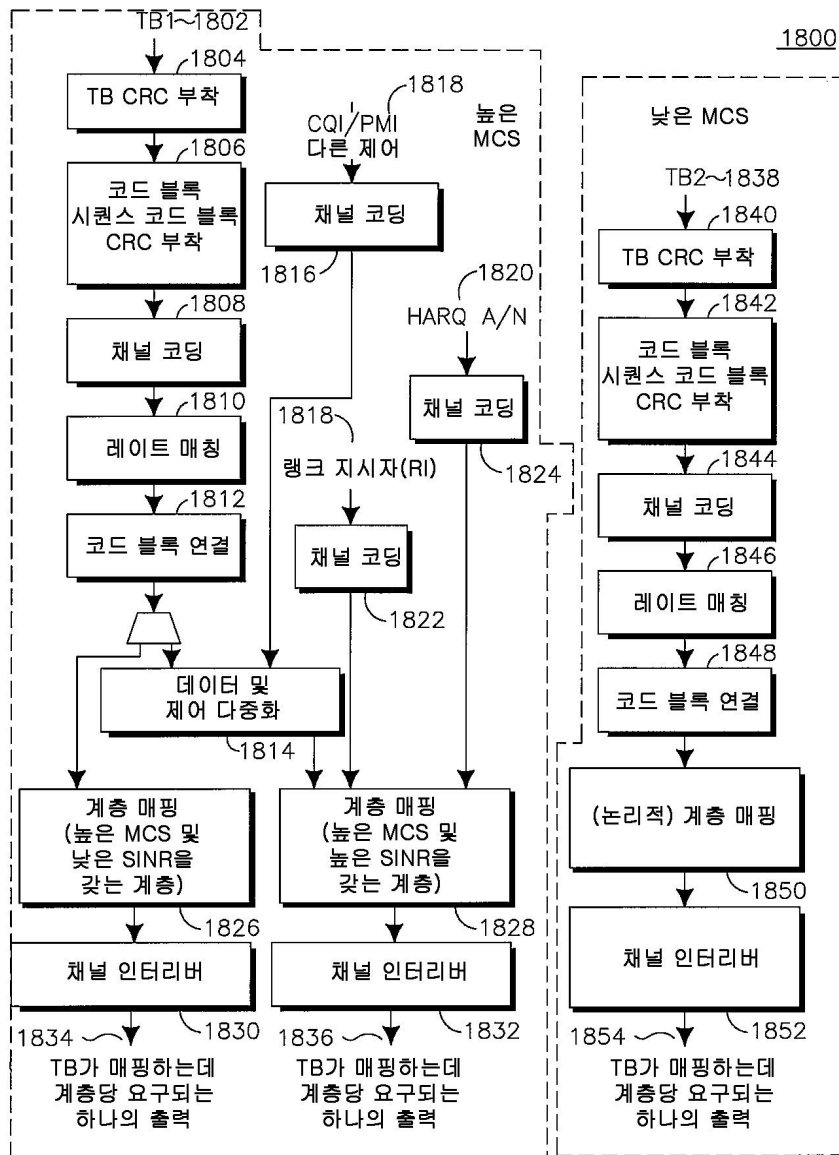 1800
TB1~1802
1804
TB CRC 부착
1806
코드 블록
시퀀스 코드 블록
CRC 부착
1808
채널 코딩
1810
레이트 매칭
1812
코드 블록 연결
1818
CQI/PMI
다른 제어
높은
MCS
채널 코딩
1816
1820
HARQ A/N
채널 코딩
1824
1818
랭크 지시자(RI)
채널 코딩
1822
데이터 및
제어 다중화
1814
계층 매핑
(높은 MCS 및
낮은 SINR을
갖는 계층)
1826
계층 매핑
(높은 MCS 및
높은 SINR을
갖는 계층)
1828
채널 인터리버
1830
채널 인터리버
1832
1834
TB가 매핑하는데
계층당 요구되는
하나의 출력
1836
TB가 매핑하는데
계층당 요구되는
하나의 출력
낮은 MCS
TB2~1838
1840
TB CRC 부착
1842
코드 블록
시퀀스 코드 블록
CRC 부착
1844
채널 코딩
1846
레이트 매칭
1848
코드 블록 연결
(논리적) 계층 매핑
1850
채널 인터리버
1852
1854
TB가 매핑하는데
계층당 요구되는
하나의 출력